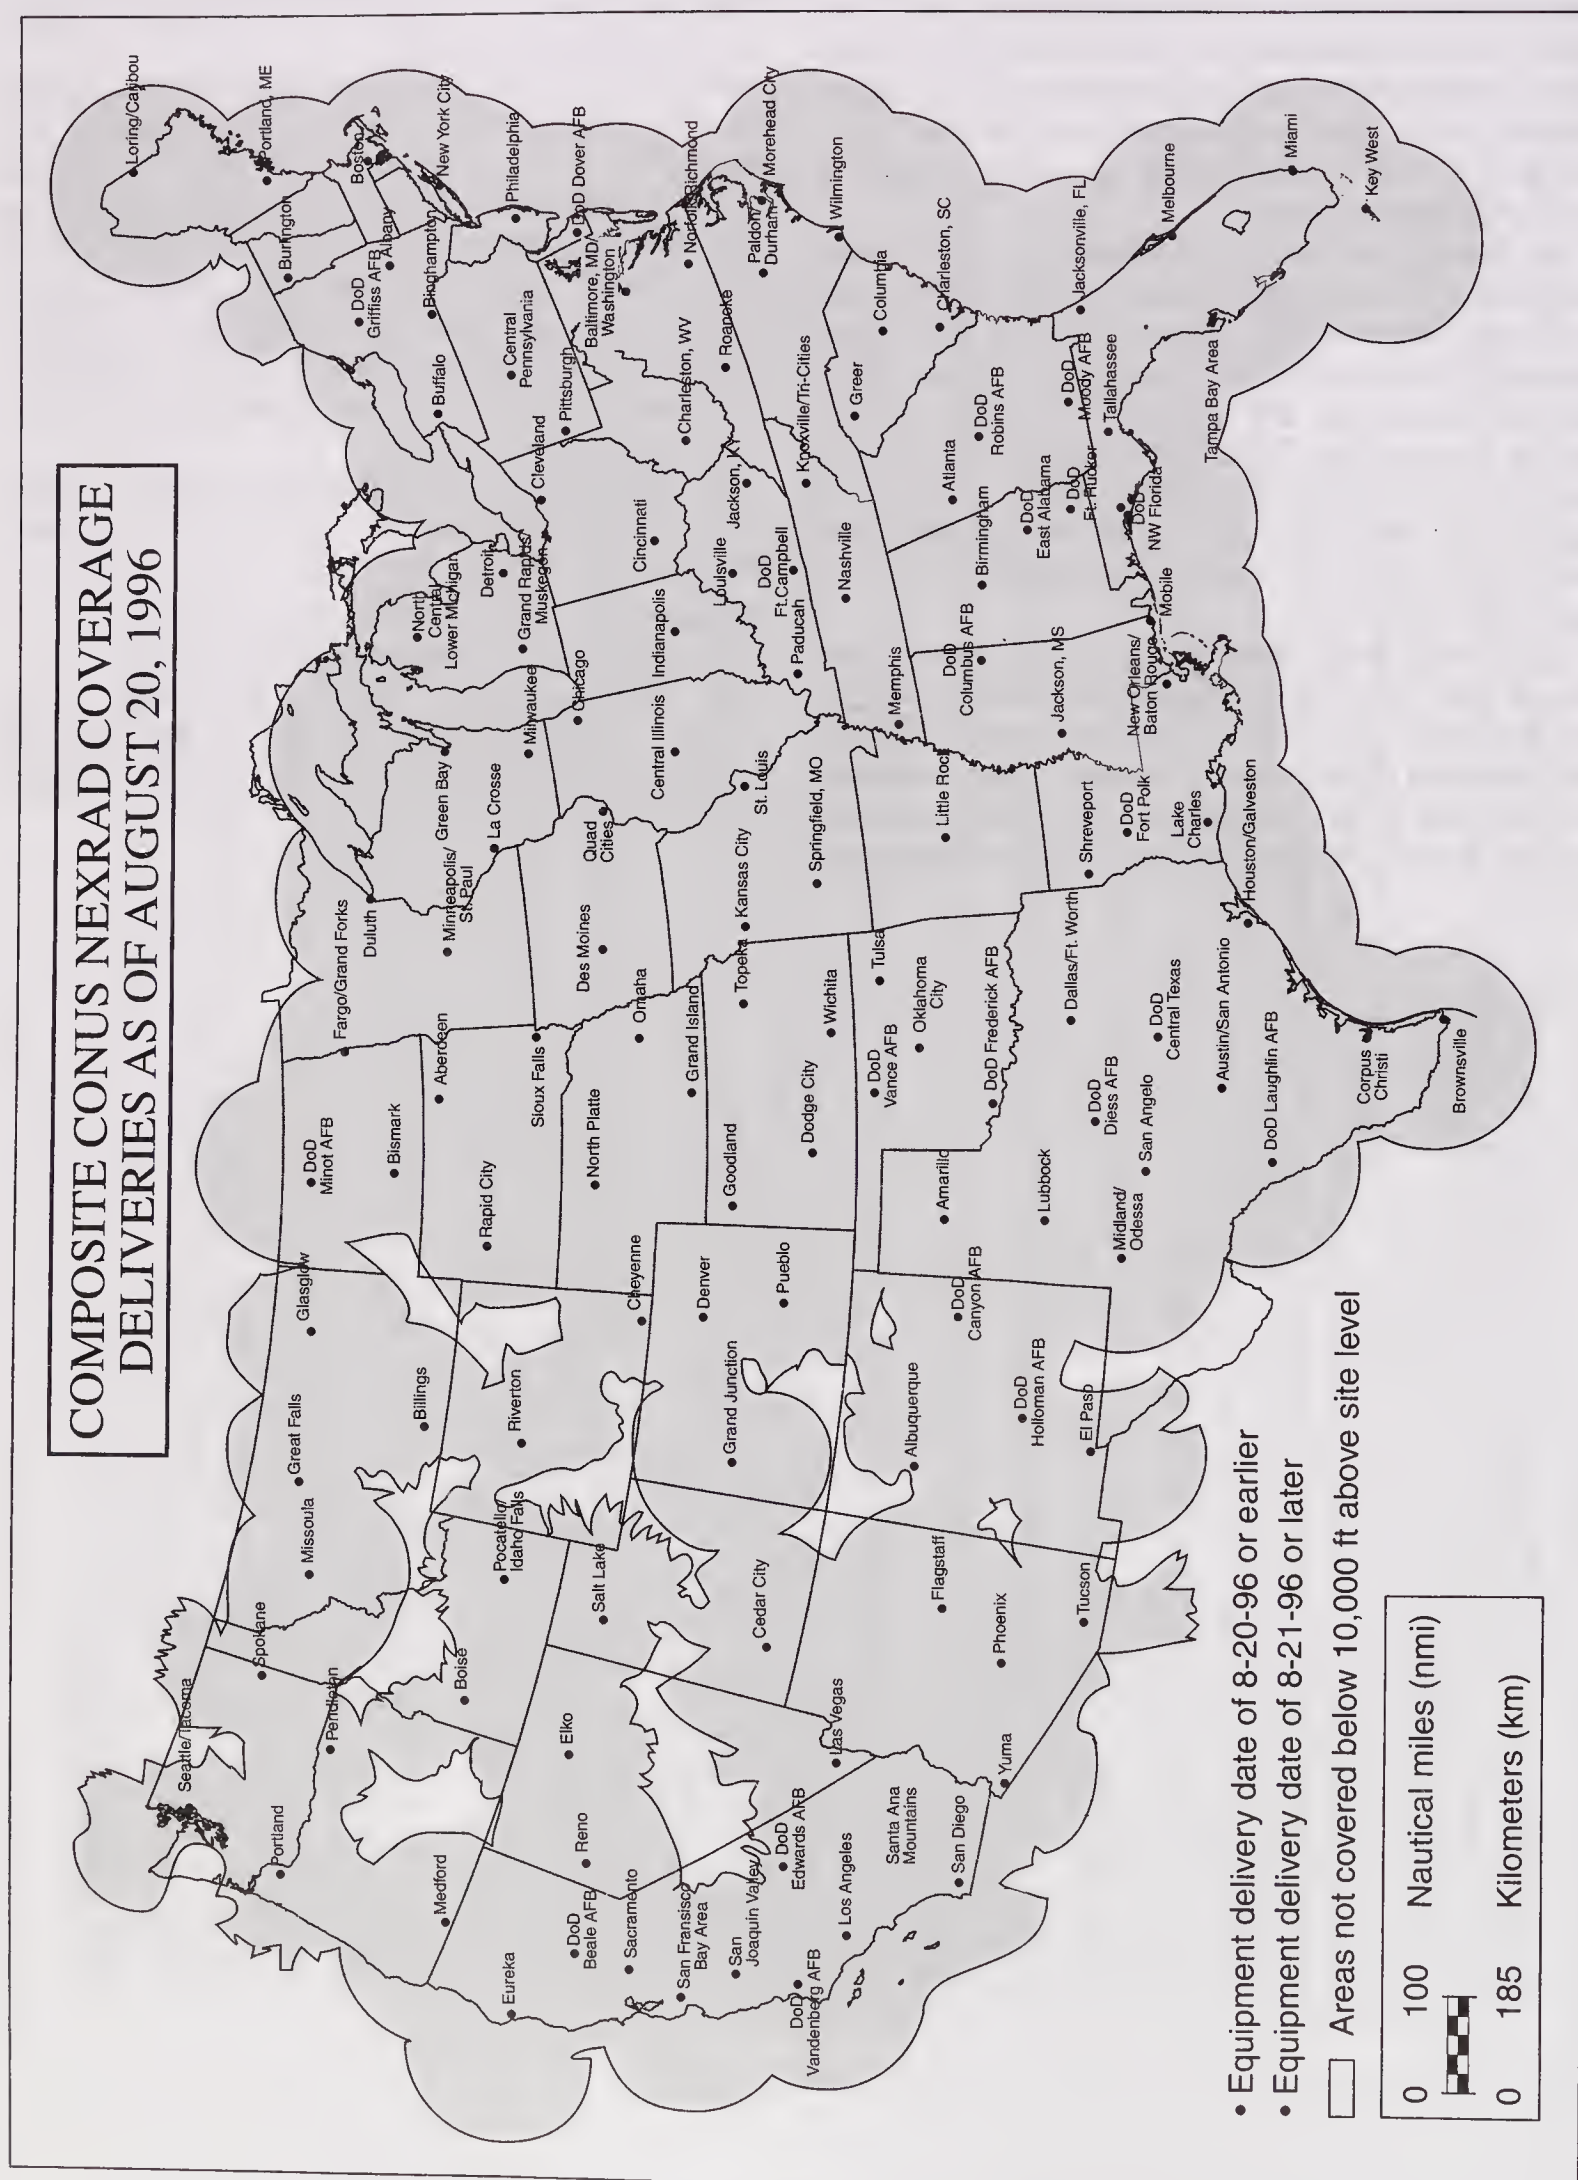 COMPOSITE CONUS NEXRAD COVERAGE
DELIVERIES AS OF AUGUST 20, 1996
Seattle/Tacoma
Spokane
Portland
Pendleton
Missoula
Great Falls
Glasglow
Billings
DoD
Minot AFB
Bismark
Fargo/Grand Forks
Duluth
Aberdeen
Minneapolis/
St. Paul
Green Bay
La Crosse
Milwaukee
North
Central
Lower Michigan
Detroit
Grand Rapids/
Muskegon
Buffalo
DoD
Griffiss AFB
Albany
Binghampton
Burlington
Loring/Caribou
Portland, ME
Boston
New York City
Philadelphia
DoD Dover AFB
Central
Pennsylvania
Pittsburgh
Cleveland
Baltimore, MD/
Washington
Norfolk/Richmond
Morehead City
Paldon/
Durham
Wilmington
Roanoke
Charleston, WV
Medford
Boise
Pocatello/
Idaho Falls
Riverton
Rapid City
Sioux Falls
Eureka
DoD
Beale AFB
Sacramento
Reno
Elko
Salt Lake
Cheyenne
North Platte
Grand Island
Omaha
Des Moines
Quad
Cities
Chicago
Central Illinois
Indianapolis
Cincinnati
Louisville
Jackson, KY
San Fransisco
Bay Area
San
Joaquin Valley
Cedar City
Grand Junction
Denver
Pueblo
Goodland
Dodge City
Topeka
Wichita
Kansas City
Springfield, MO
St. Louis
Paducah
DoD
Ft.Campbell
Nashville
Knoxville/Tri-Cities
Greer
Columbia
Charleston, SC
DoD
Vandenberg AFB
DoD
Edwards AFB
Los Angeles
Santa Ana
Mountains
San Diego
Las Vegas
Yuma
Flagstaff
Phoenix
Tucson
Albuquerque
DoD
Canyon AFB
DoD
Holloman AFB
El Paso
Amarillo
Lubbock
Midland/
Odessa
San Angelo
DoD
Diess AFB
DoD
Vance AFB
Oklahoma
City
Tulsa
DoD Frederick AFB
Dallas/Ft. Worth
DoD
Central Texas
Austin/San Antonio
DoD Laughlin AFB
Corpus
Christi
Brownsville
Houston/Galveston
Little Rock
Memphis
Shreveport
DoD
Fort Polk
Lake
Charles
Jackson, MS
New Orleans/
Baton Rouge
DoD
Columbus AFB
Birmingham
Atlanta
DoD
Robins AFB
DoD
East Alabama
DoD
Ft. Rucker
DoD
NW Florida
Mobile
DoD
Moody AFB
Tallahassee
Jacksonville, FL
Tampa Bay Area
Melbourne
Miami
Key West
• Equipment delivery date of 8-20-96 or earlier
• Equipment delivery date of 8-21-96 or later
Areas not covered below 10,000 ft above site level
0 100 Nautical miles (nmi)
0 185 Kilometers (km)